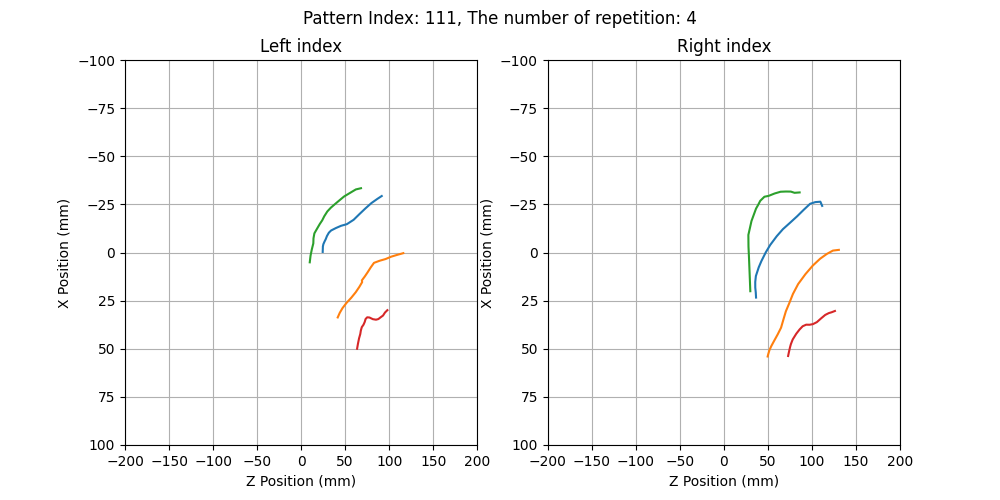 Pattern Index: 111, The number of repetition: 4
Left index
Right index
−100
−75
−50
−25
0
25
50
75
100
X Position (mm)
−200 −150 −100 −50 0 50 100 150 200
Z Position (mm)
−100
−75
−50
−25
0
25
50
75
100
X Position (mm)
−200 −150 −100 −50 0 50 100 150 200
Z Position (mm)